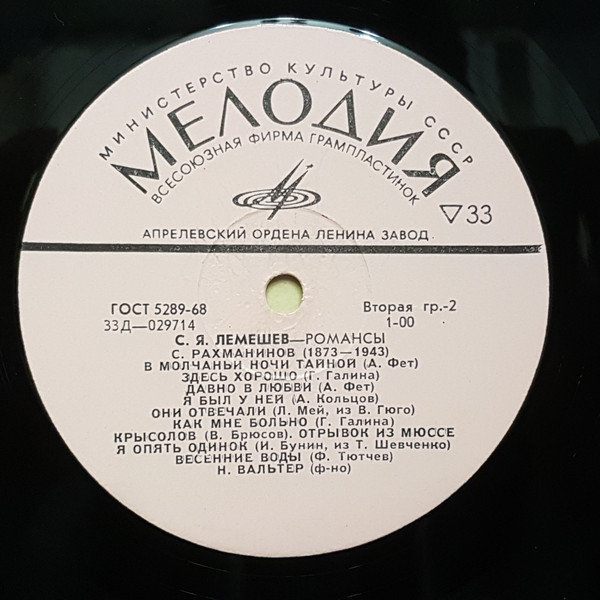 МИНИСТЕРСТВО КУЛЬТУРЫ СССР
МЕЛОДИЯ
ВСЕСОЮЗНАЯ ФИРМА ГРАМПЛАСТИНОК
▽33
АПРЕЛЕВСКИЙ ОРДЕНА ЛЕНИНА ЗАВОД
ГОСТ 5289-68
Вторая гр.-2
33Д—029714
1-00
С. Я. ЛЕМЕШЕВ—РОМАНСЫ
С. РАХМАНИНОВ (1873—1943)
В МОЛЧАНЬИ НОЧИ ТАЙНОЙ (А. Фет)
ЗДЕСЬ ХОРОШО (Г. Галина)
ДАВНО В ЛЮБВИ (А. Фет)
Я БЫЛ У НЕЙ (А. Кольцов)
ОНИ ОТВЕЧАЛИ (Л. Мей, из В. Гюго)
КАК МНЕ БОЛЬНО (Г. Галина)
КРЫСОЛОВ (В. Брюсов). ОТРЫВОК ИЗ МЮССЕ
Я ОПЯТЬ ОДИНОК (И. Бунин, из Т. Шевченко)
ВЕСЕННИЕ ВОДЫ (Ф. Тютчев)
Н. ВАЛЬТЕР (ф-но)